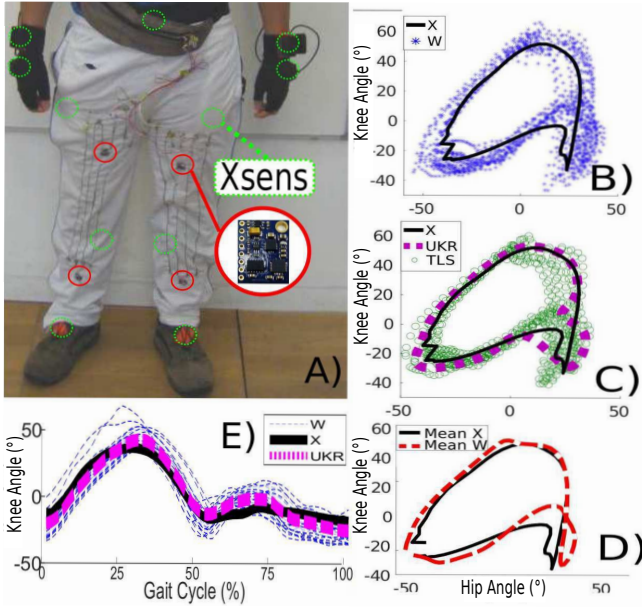 Xsens
A)
Knee Angle (°)
60
40
20
0
-20
-40
-50
0
50
X
W
B)
Knee Angle (°)
60
40
20
0
-20
-40
-50
0
50
X
UKR
TLS
C)
Knee Angle (°)
50
0
-50
0
25
50
75
100
Gait Cycle (%)
E)
W
X
UKR
Knee Angle (°)
60
40
20
0
-20
-40
-50
0
50
Hip Angle (°)
Mean X
Mean W
D)